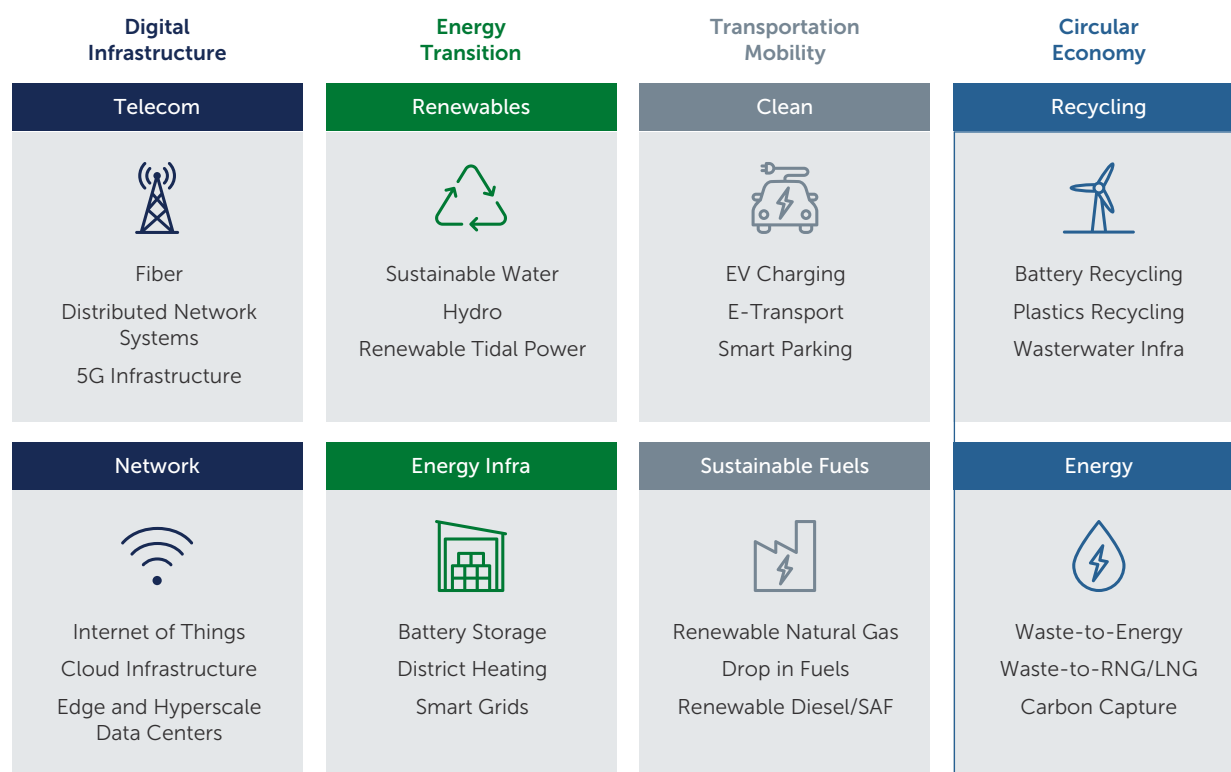 Digital
Infrastructure
Energy
Transition
Transportation
Mobility
Circular
Economy
Telecom
Fiber
Distributed Network
Systems
5G Infrastructure
Renewables
Sustainable Water
Hydro
Renewable Tidal Power
Clean
EV Charging
E-Transport
Smart Parking
Recycling
Battery Recycling
Plastics Recycling
Wasterwater Infra
Network
Internet of Things
Cloud Infrastructure
Edge and Hyperscale
Data Centers
Energy Infra
Battery Storage
District Heating
Smart Grids
Sustainable Fuels
Renewable Natural Gas
Drop in Fuels
Renewable Diesel/SAF
Energy
Waste-to-Energy
Waste-to-RNG/LNG
Carbon Capture